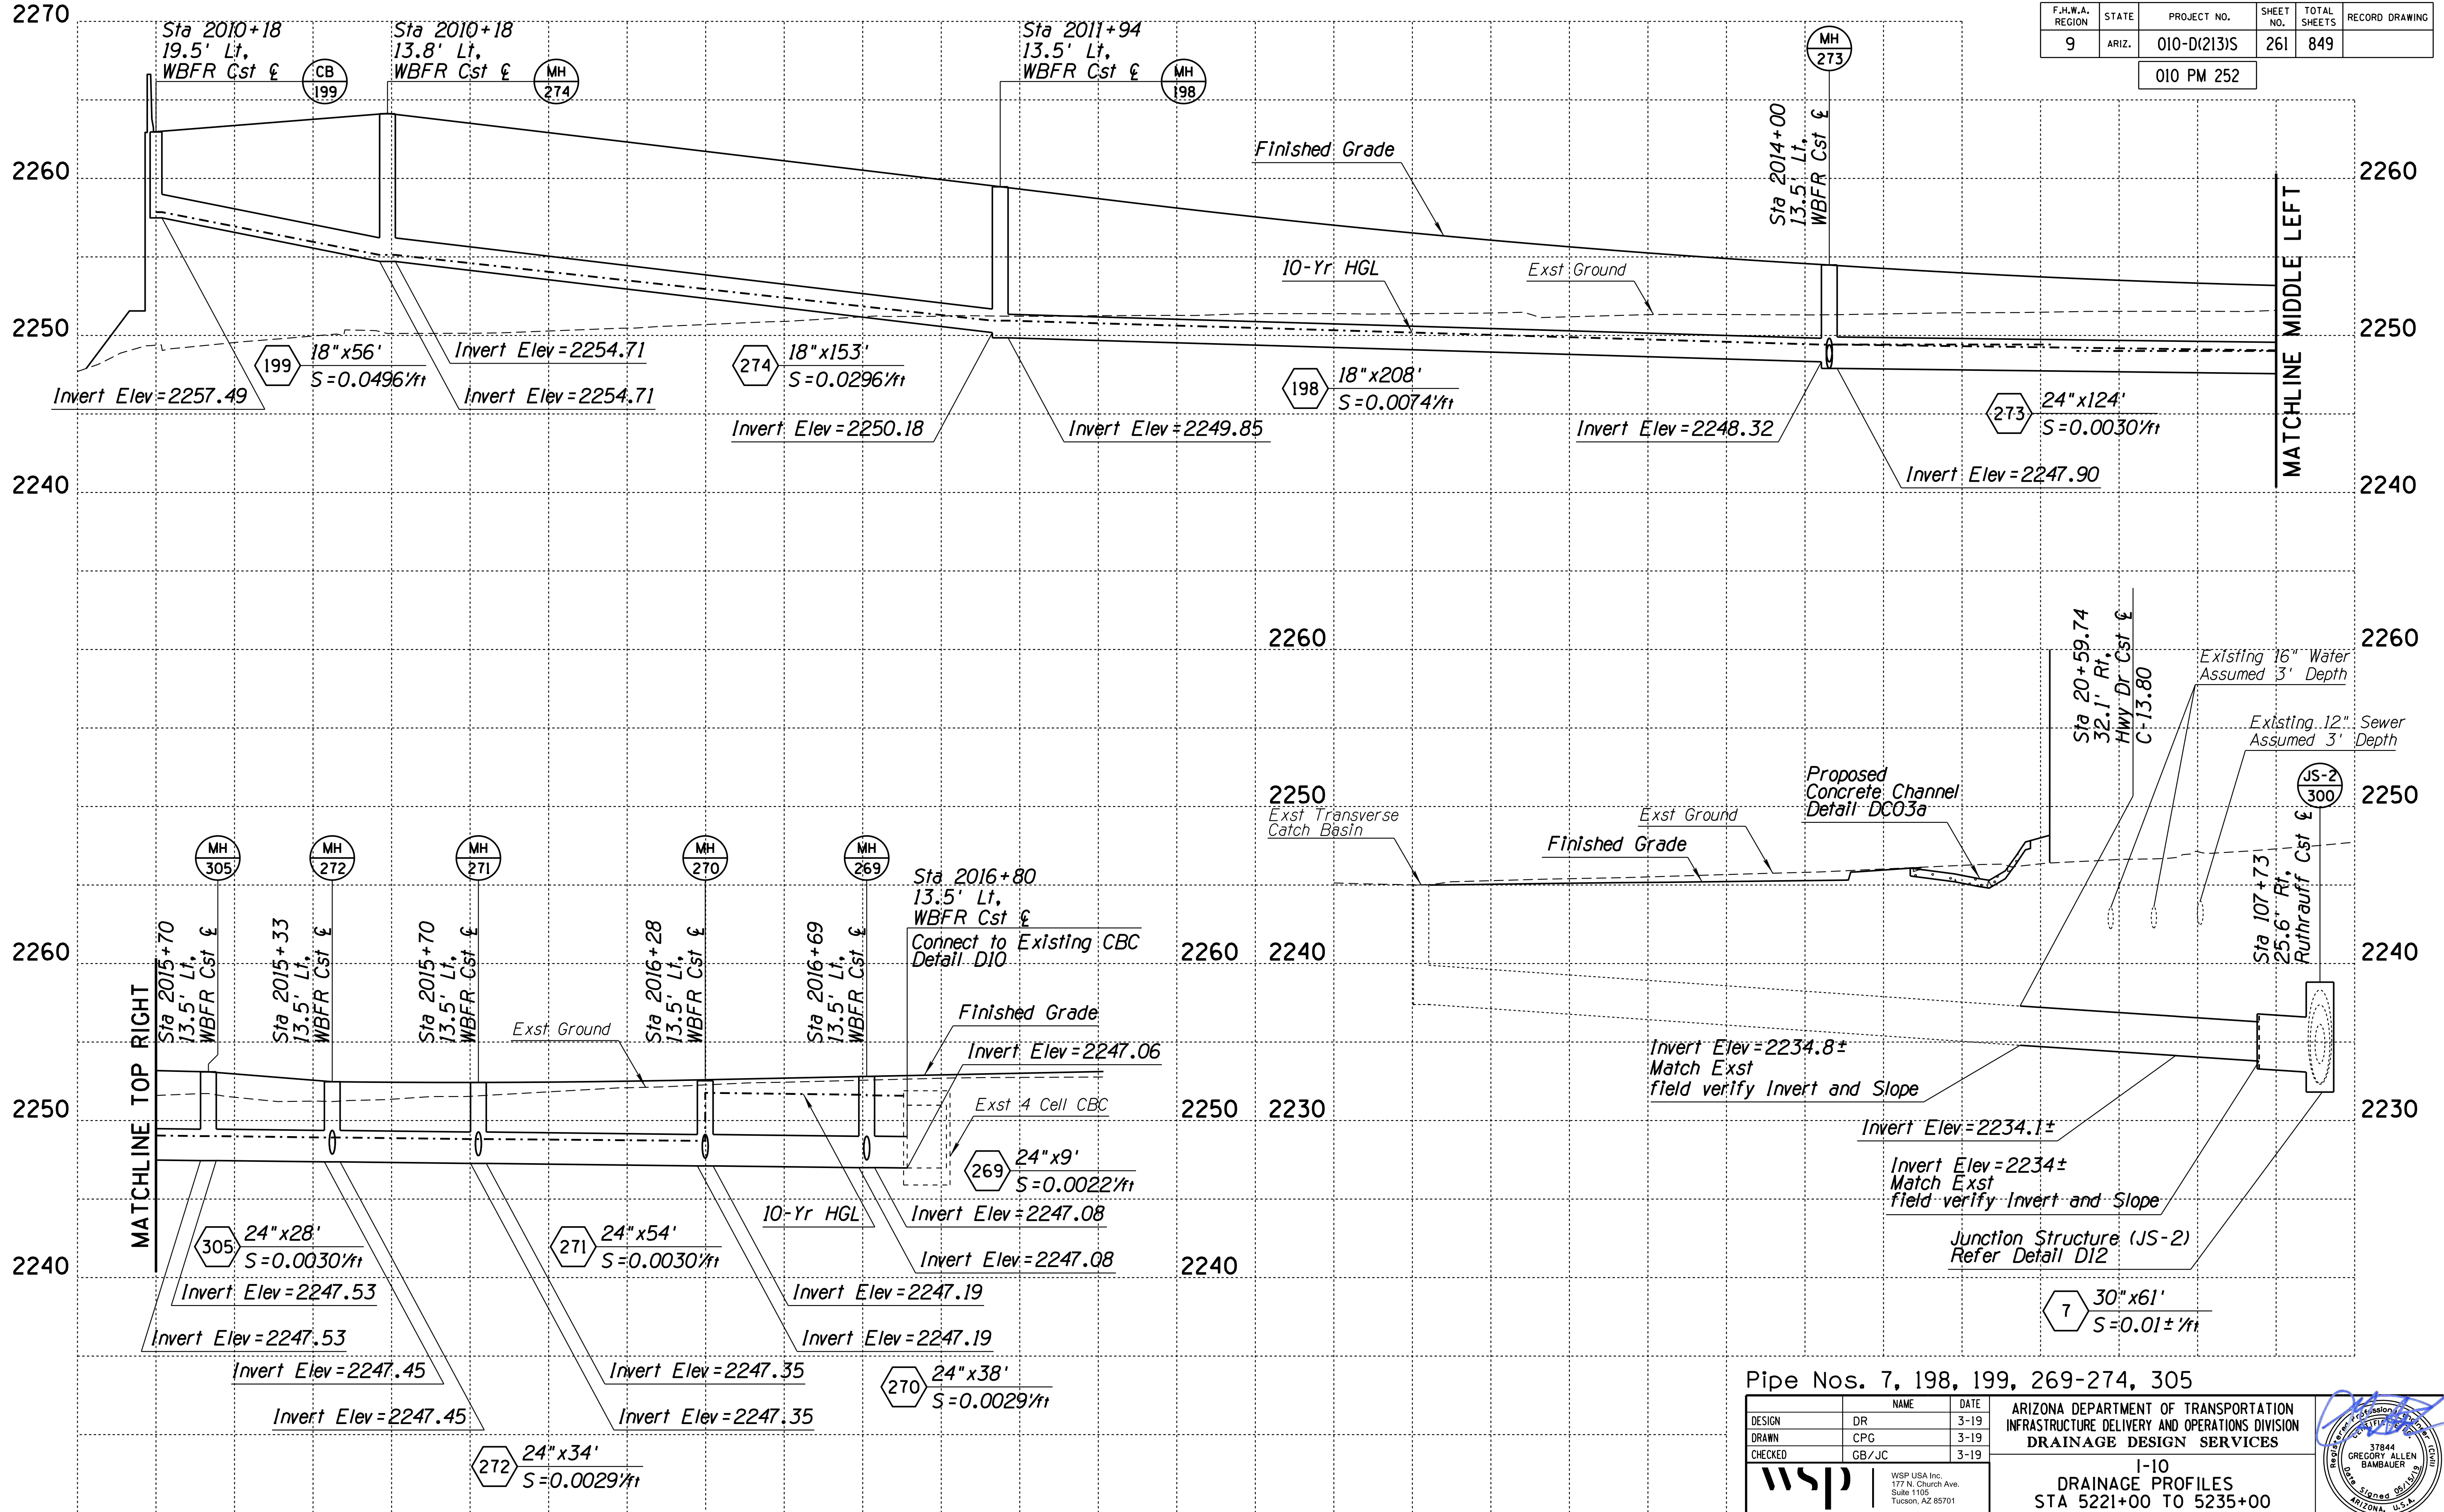 F.H.W.A. REGION
STATE
PROJECT NO.
SHEET NO.
TOTAL SHEETS
RECORD DRAWING
9
ARIZ.
010-D(213)S
261
849
010 PM 252
2270
2260
2250
2240
Sta 2010+18
19.5' Lt,
WBFR Cst ℄
CB
199
Sta 2010+18
13.8' Lt,
WBFR Cst ℄
MH
274
Sta 2011+94
13.5' Lt,
WBFR Cst ℄
MH
198
MH
273
Sta 2014+00
13.5' Lt,
WBFR Cst ℄
Finished Grade
10-Yr HGL
Exst Ground
2260
2250
2240
MATCHLINE MIDDLE LEFT
199
18"x56'
S=0.0496'/ft
Invert Elev=2257.49
Invert Elev=2254.71
Invert Elev=2254.71
274
18"x153'
S=0.0296'/ft
Invert Elev=2250.18
Invert Elev=2249.85
198
18"x208'
S=0.0074'/ft
Invert Elev=2248.32
Invert Elev=2247.90
273
24"x124'
S=0.0030'/ft
MATCHLINE TOP RIGHT
2260
2250
2240
MH
305
MH
272
MH
271
MH
270
MH
269
Sta 2015+70
13.5' Lt,
WBFR Cst ℄
Sta 2015+33
13.5' Lt,
WBFR Cst ℄
Sta 2015+70
13.5' Lt,
WBFR Cst ℄
Sta 2016+28
13.5' Lt,
WBFR Cst ℄
Sta 2016+69
13.5' Lt,
WBFR Cst ℄
Sta 2016+80
13.5' Lt,
WBFR Cst ℄
Connect to Existing CBC
Detail D10
Exst Ground
Finished Grade
Invert Elev=2247.06
Exst 4 Cell CBC
269
24"x9'
S=0.0022'/ft
10-Yr HGL
Invert Elev=2247.08
Invert Elev=2247.08
305
24"x28'
S=0.0030'/ft
271
24"x54'
S=0.0030'/ft
Invert Elev=2247.53
Invert Elev=2247.53
Invert Elev=2247.19
Invert Elev=2247.19
Invert Elev=2247.45
Invert Elev=2247.45
Invert Elev=2247.35
Invert Elev=2247.35
270
24"x38'
S=0.0029'/ft
272
24"x34'
S=0.0029'/ft
2260
2250
2240
2260
2250
2240
2230
2260
2250
2240
2230
Sta 20+59.74
32.1' Rt,
Hwy Dr Cst ℄
C-13.80
Existing 16" Water
Assumed 3' Depth
Existing 12" Sewer
Assumed 3' Depth
JS-2
300
Proposed
Concrete Channel
Detail DC03a
Exst Transverse
Catch Basin
Exst Ground
Finished Grade
Sta 107+73
25.6' Rt,
Ruthrauff Cst ℄
Invert Elev=2234.8±
Match Exst
field verify Invert and Slope
Invert Elev=2234.1±
Invert Elev=2234±
Match Exst
field verify Invert and Slope
Junction Structure (JS-2)
Refer Detail D12
7
30"x61'
S=0.01±'/ft
Pipe Nos. 7, 198, 199, 269-274, 305
NAME DATE
DESIGN DR 3-19
DRAWN CPG 3-19
CHECKED GB/JC 3-19
wsp
WSP USA Inc.
177 N. Church Ave.
Suite 1105
Tucson, AZ 85701
ARIZONA DEPARTMENT OF TRANSPORTATION
INFRASTRUCTURE DELIVERY AND OPERATIONS DIVISION
DRAINAGE DESIGN SERVICES
I-10
DRAINAGE PROFILES
STA 5221+00 TO 5235+00
Registered Professional Engineer (Civil)
37844
GREGORY ALLEN
BAMBAUER
Date Signed 05/15/19
ARIZONA, U.S.A.